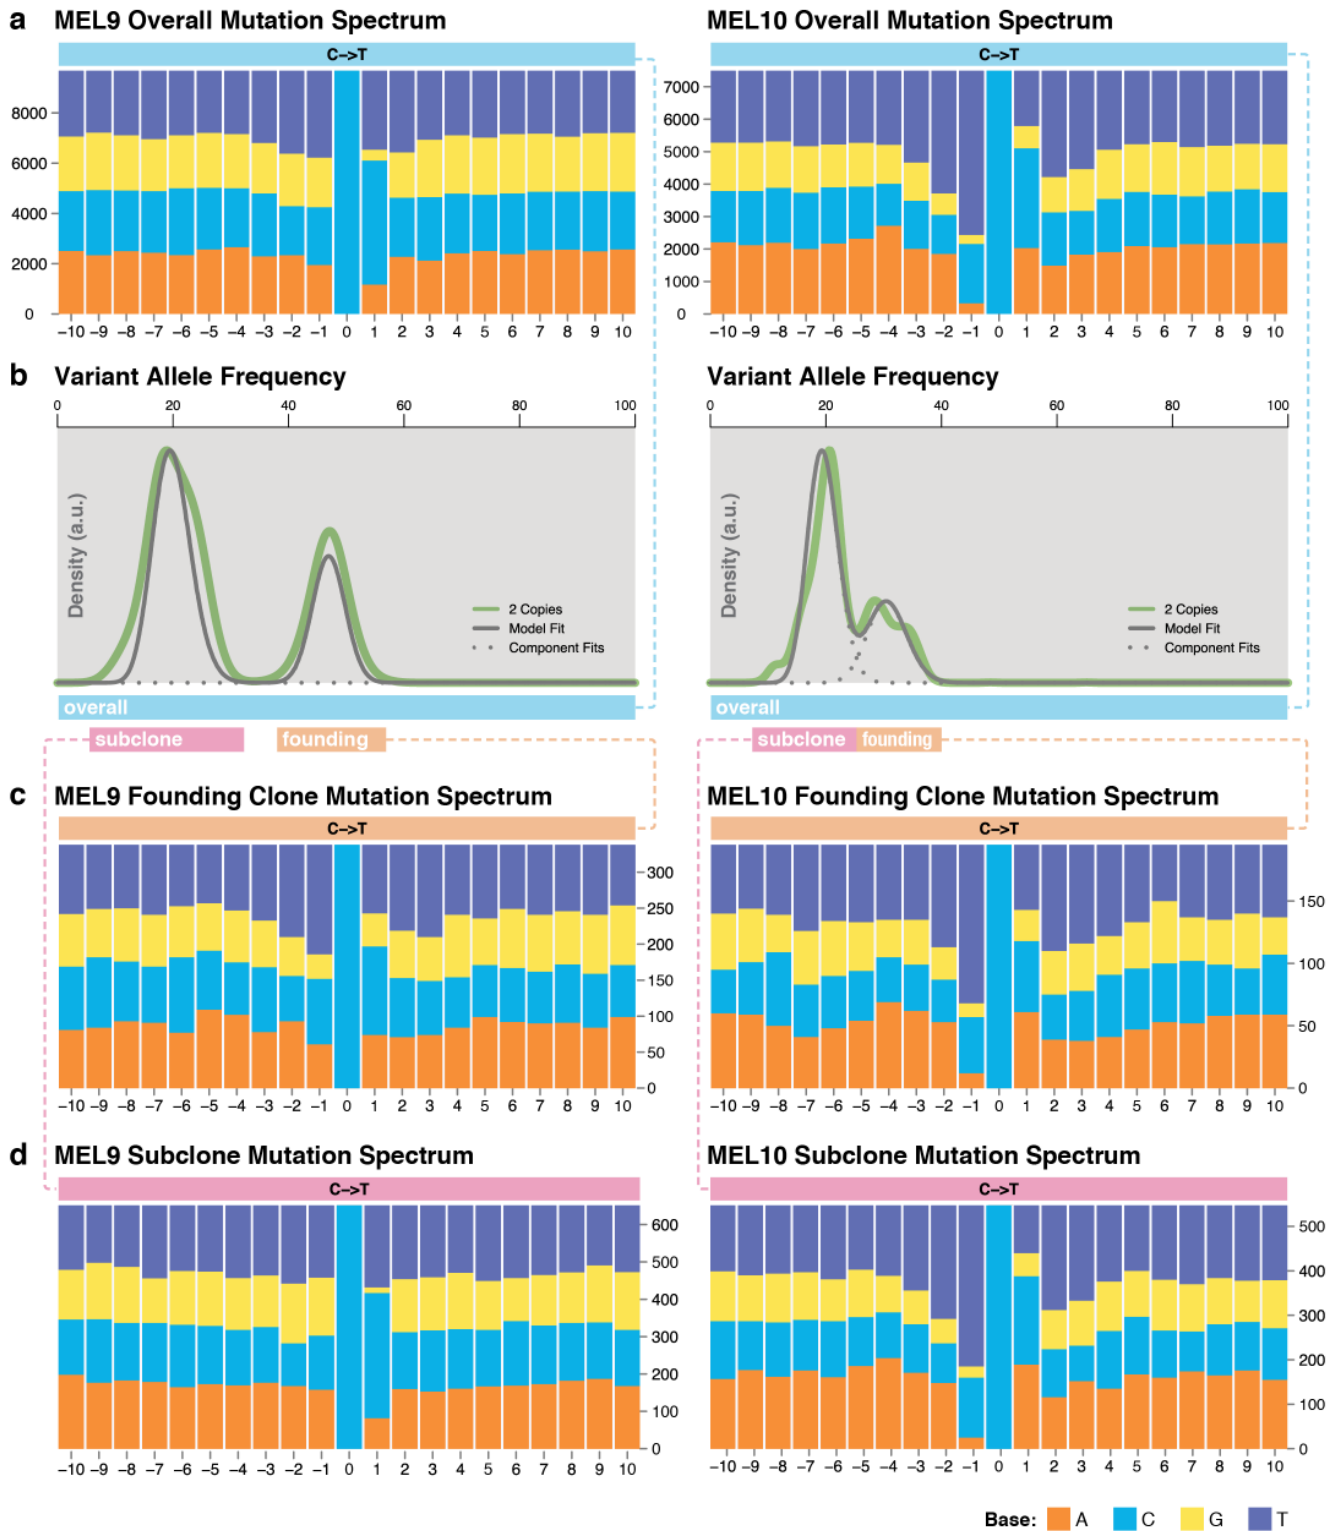 a MEL9 Overall Mutation Spectrum
C->T
8000
6000
4000
2000
0
−10 −9 −8 −7 −6 −5 −4 −3 −2 −1 0 1 2 3 4 5 6 7 8 9 10
MEL10 Overall Mutation Spectrum
C->T
7000
6000
5000
4000
3000
2000
1000
0
−10 −9 −8 −7 −6 −5 −4 −3 −2 −1 0 1 2 3 4 5 6 7 8 9 10
b Variant Allele Frequency
0 20 40 60 80 100
Density (a.u.)
2 Copies
Model Fit
Component Fits
overall
subclone founding
Variant Allele Frequency
0 20 40 60 80 100
Density (a.u.)
2 Copies
Model Fit
Component Fits
overall
subclone founding
c MEL9 Founding Clone Mutation Spectrum
C->T
300
250
200
150
100
50
0
−10 −9 −8 −7 −6 −5 −4 −3 −2 −1 0 1 2 3 4 5 6 7 8 9 10
MEL10 Founding Clone Mutation Spectrum
C->T
150
100
50
0
−10 −9 −8 −7 −6 −5 −4 −3 −2 −1 0 1 2 3 4 5 6 7 8 9 10
d MEL9 Subclone Mutation Spectrum
C->T
600
500
400
300
200
100
0
−10 −9 −8 −7 −6 −5 −4 −3 −2 −1 0 1 2 3 4 5 6 7 8 9 10
MEL10 Subclone Mutation Spectrum
C->T
500
400
300
200
100
0
−10 −9 −8 −7 −6 −5 −4 −3 −2 −1 0 1 2 3 4 5 6 7 8 9 10
Base: A C G T